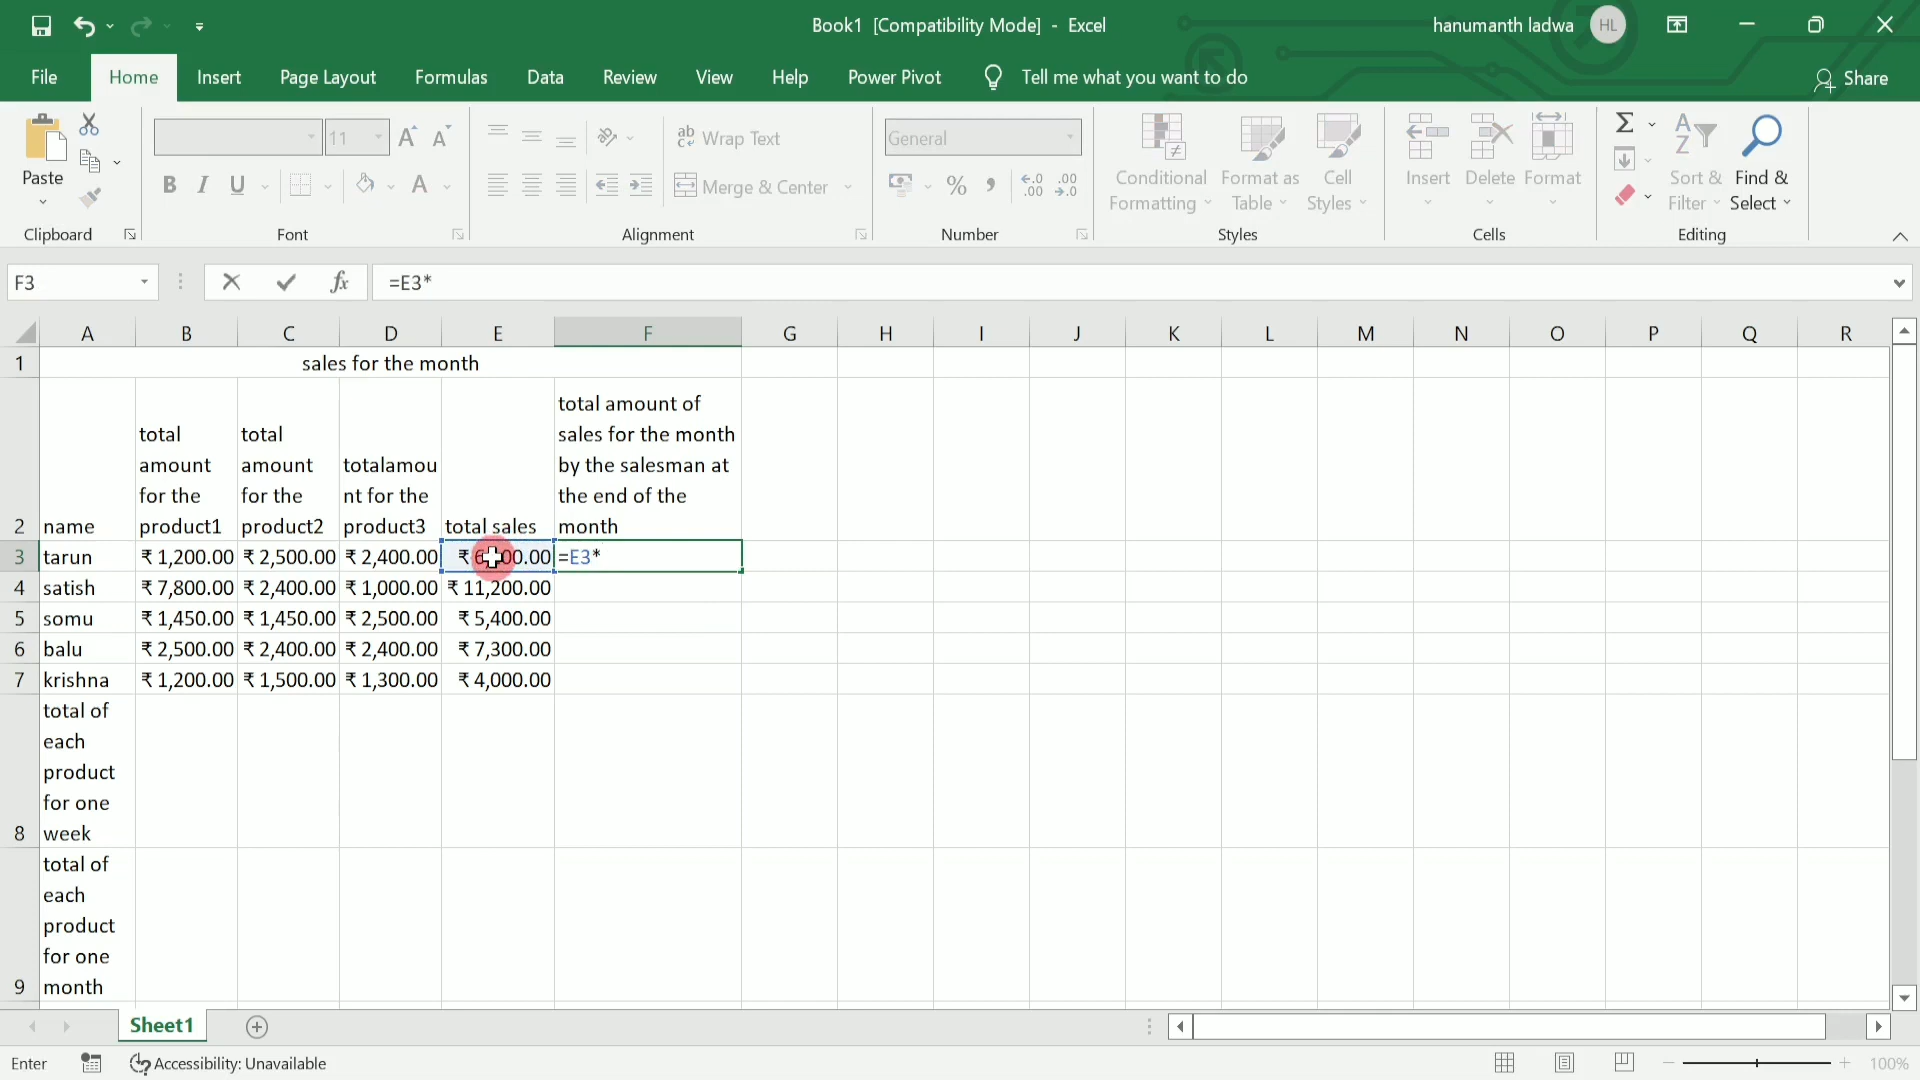 Book1 [Compatibility Mode] - Excel
hanumanth ladwa
HL
File
Home
Insert
Page Layout
Formulas
Data
Review
View
Help
Power Pivot
Tell me what you want to do
Share
Paste
11
Wrap Text
General
Merge & Center
Conditional
Formatting
Format as
Table
Cell
Styles
Insert
Delete
Format
Sort &
Filter
Find &
Select
Clipboard
Font
Alignment
Number
Styles
Cells
Editing
F3
=E3*
A B C D E F G H I J K L M N O P Q R
1 sales for the month
2 name
total
amount
for the
product1
total
amount
for the
product2
totalamou
nt for the
product3
total sales
total amount of
sales for the month
by the salesman at
the end of the
month
3 tarun ₹ 1,200.00 ₹ 2,500.00 ₹ 2,400.00 =E3*
4 satish ₹ 7,800.00 ₹ 2,400.00 ₹ 1,000.00 ₹ 11,200.00
5 somu ₹ 1,450.00 ₹ 1,450.00 ₹ 2,500.00 ₹ 5,400.00
6 balu ₹ 2,500.00 ₹ 2,400.00 ₹ 2,400.00 ₹ 7,300.00
7 krishna ₹ 1,200.00 ₹ 1,500.00 ₹ 1,300.00 ₹ 4,000.00
total of
each
product
for one
8 week
total of
each
product
for one
9 month
Sheet1
Enter
Accessibility: Unavailable
100%